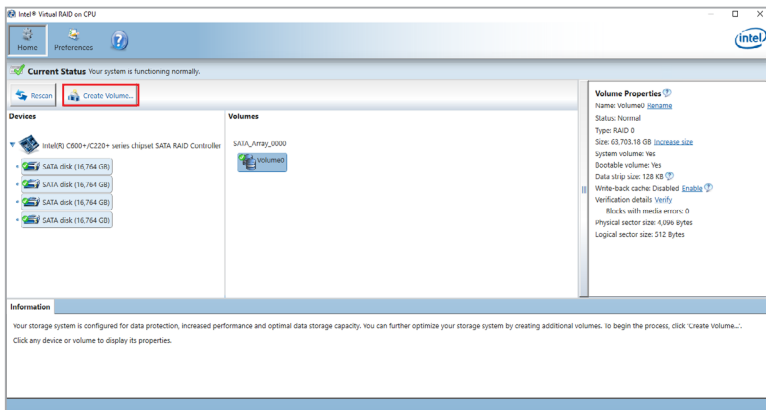 Intel® Virtual RAID on CPU
Home
Preferences
intel
Current Status Your system is functioning normally.
Rescan
Create Volume...
Devices
Intel(R) C600+/C220+ series chipset SATA RAID Controller
SATA disk (16,764 GB)
SATA disk (16,764 GB)
SATA disk (16,764 GB)
SATA disk (16,764 GB)
Volumes
SATA_Array_0000
Volume0
Volume Properties
Name: Volume0 Rename
Status: Normal
Type: RAID 0
Size: 63,703.18 GB Increase size
System volume: Yes
Bootable volume: Yes
Data strip size: 128 KB
Write-back cache: Disabled Enable
Verification details Verify
Blocks with media errors: 0
Physical sector size: 4,096 Bytes
Logical sector size: 512 Bytes
Information
Your storage system is configured for data protection, increased performance and optimal data storage capacity. You can further optimize your storage system by creating additional volumes. To begin the process, click 'Create Volume...'.
Click any device or volume to display its properties.